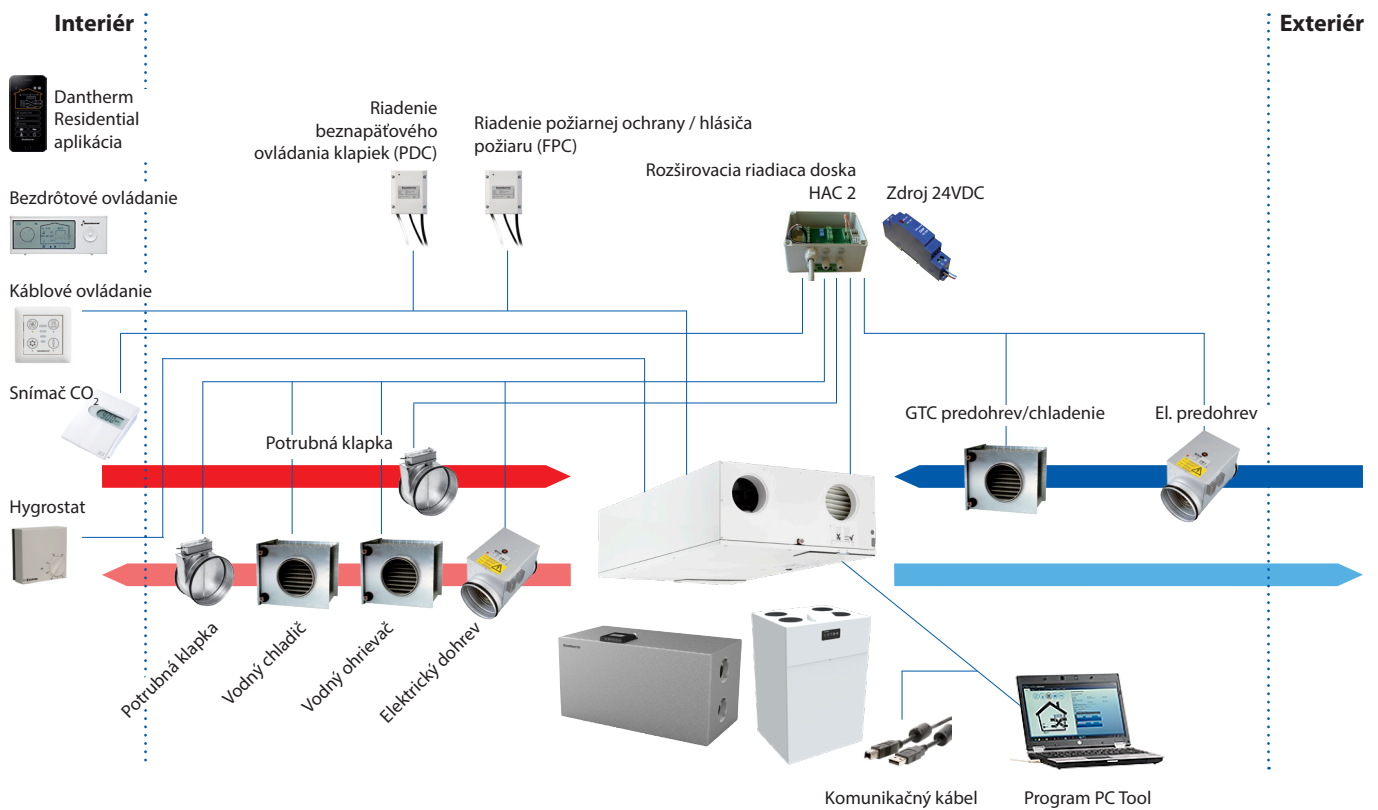 Interiér
Exteriér
Dantherm
Residential
aplikácia
Riadenie
beznapäťového
ovládania klapiek (PDC)
Riadenie požiarnej ochrany / hlásiča
požiaru (FPC)
Rozširovacia riadiaca doska
HAC 2
Zdroj 24VDC
Bezdrôtové ovládanie
Káblové ovládanie
Snímač CO2
Potrubná klapka
GTC predohrev/chladenie
El. predohrev
Hygrostat
Potrubná klapka
Vodný chladič
Vodný ohrievač
Elektrický dohrev
Komunikačný kábel
Program PC Tool